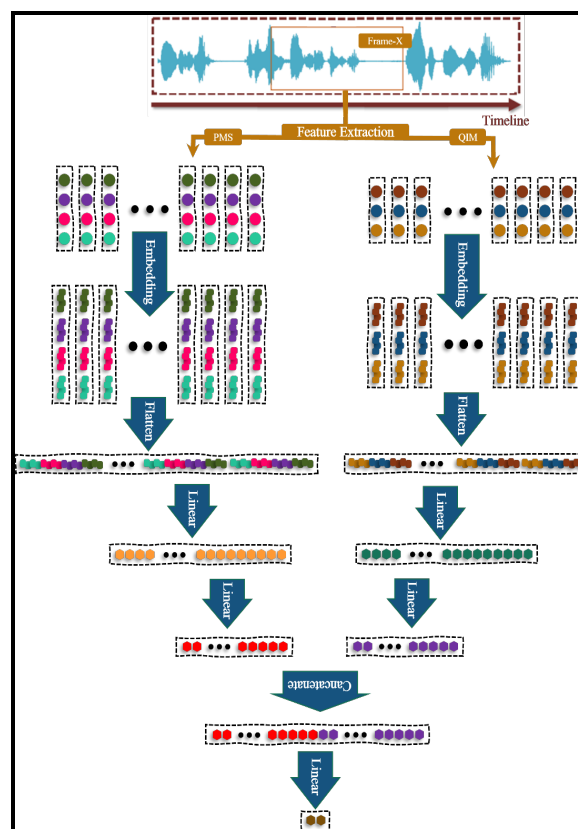 Frame-X
Timeline
Feature Extraction
PMS
QIM
Embedding
Embedding
Flatten
Flatten
Linear
Linear
Linear
Linear
Cancatenate
Linear